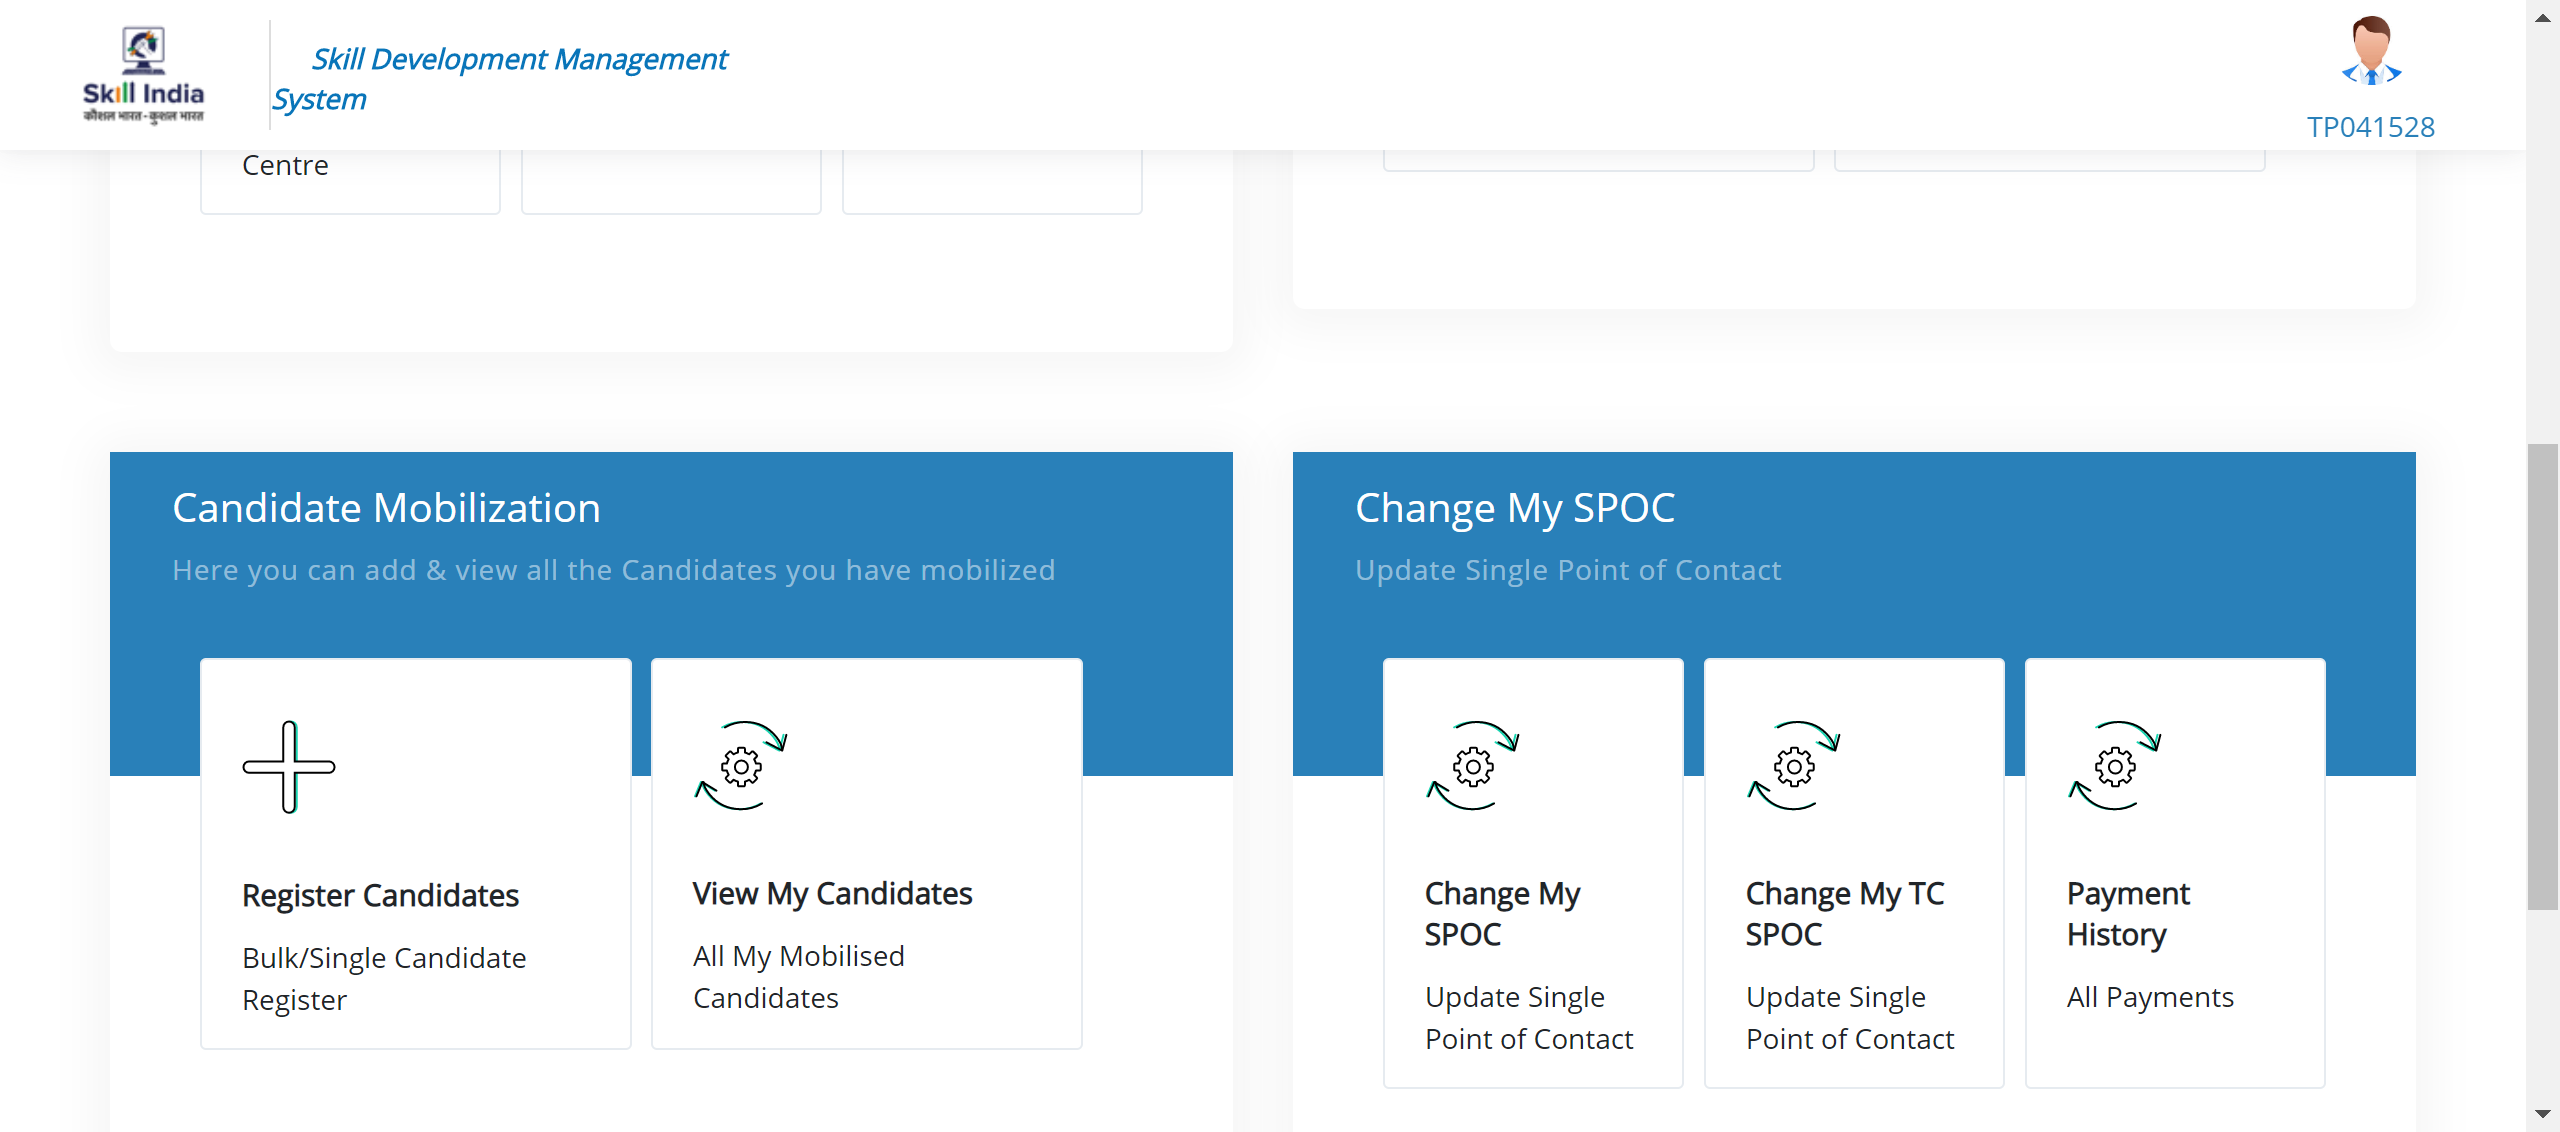 Skill India
कौशल भारत - कुशल भारत
Skill Development Management
System
TP041528
Centre
Candidate Mobilization
Here you can add & view all the Candidates you have mobilized
Register Candidates
Bulk/Single Candidate
Register
View My Candidates
All My Mobilised
Candidates
Change My SPOC
Update Single Point of Contact
Change My
SPOC
Update Single
Point of Contact
Change My TC
SPOC
Update Single
Point of Contact
Payment
History
All Payments